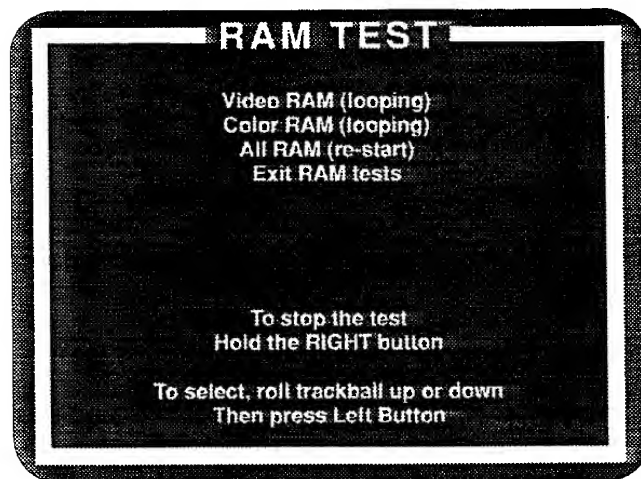 RAM TEST
Video RAM (looping)
Color RAM (looping)
All RAM (re-start)
Exit RAM tests
To stop the test
Hold the RIGHT button
To select, roll trackball up or down
Then press Left Button